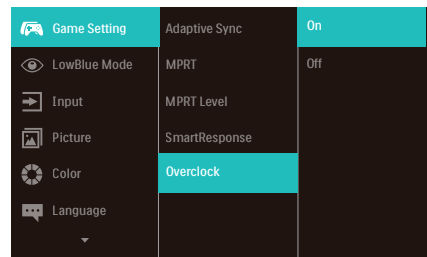 Game Setting
LowBlue Mode
Input
Picture
Color
Language
Adaptive Sync
MPRT
MPRT Level
SmartResponse
Overclock
On
Off